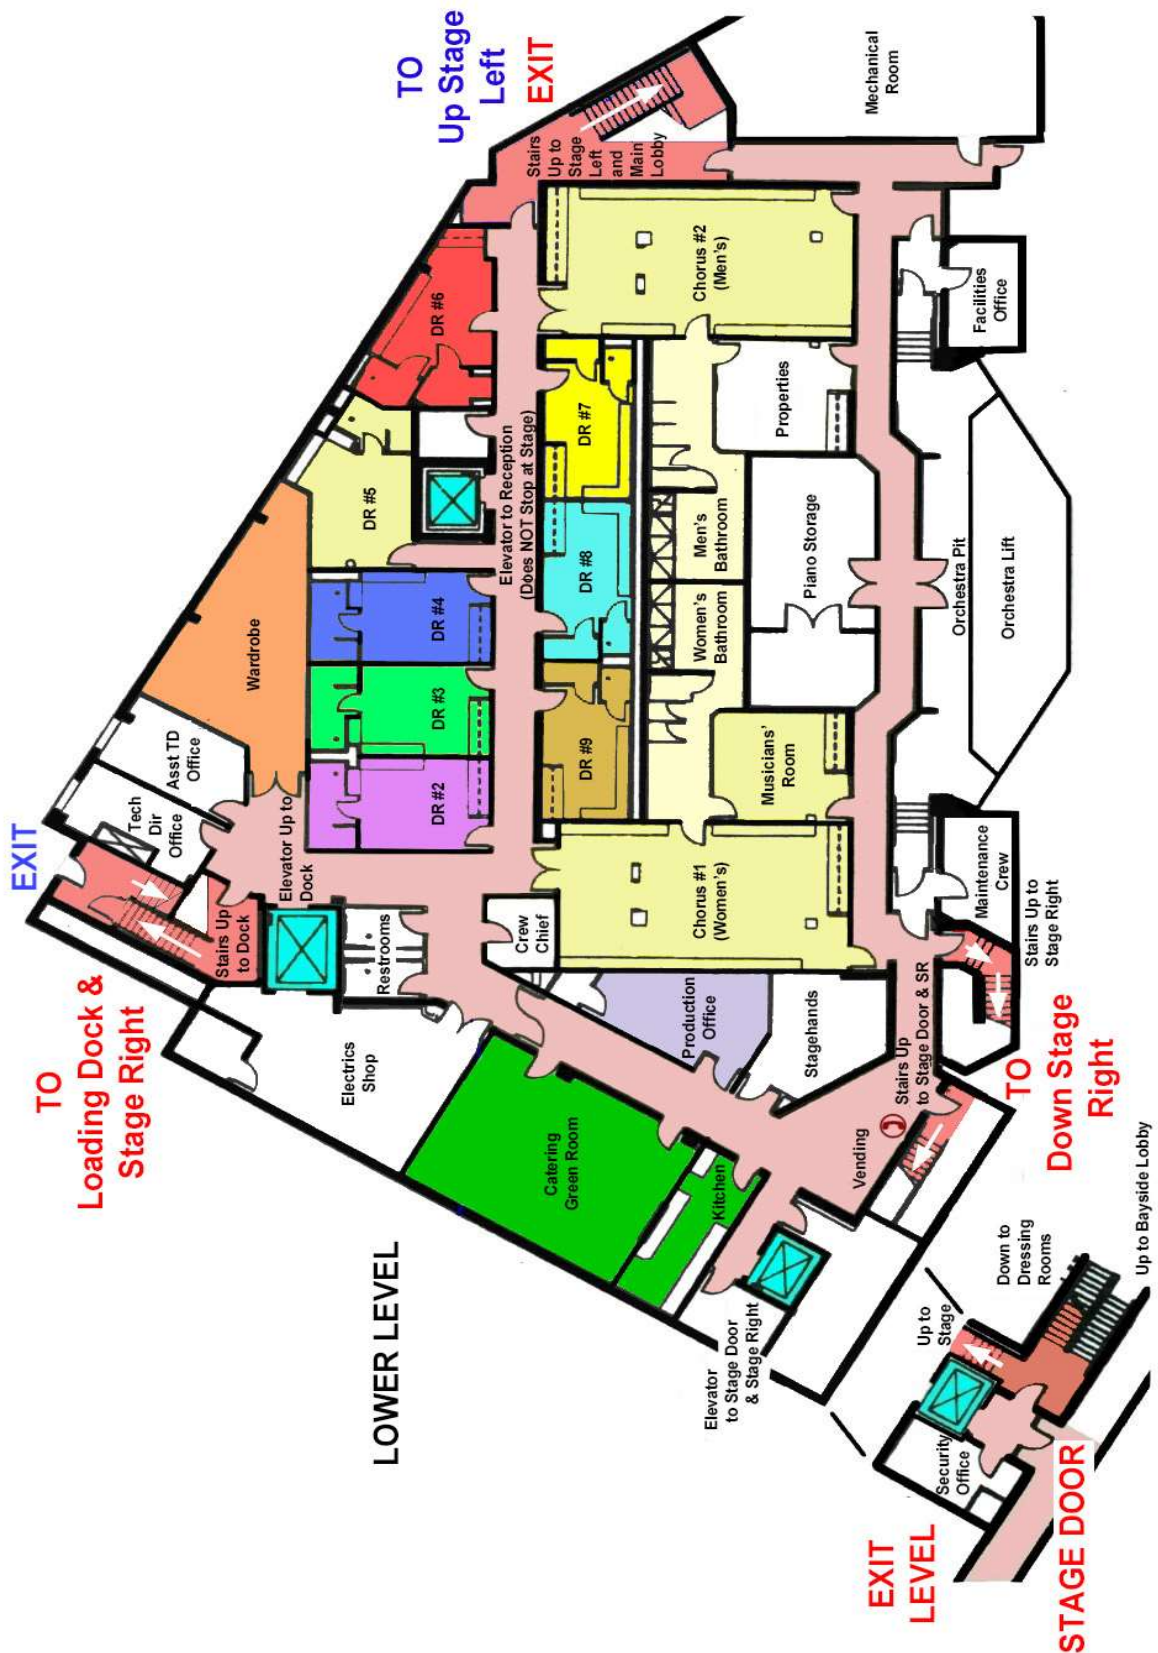 EXIT
TO
Loading Dock &
Stage Right
TO
Up Stage
Left
EXIT
Stairs
Up to
Stage
Left
and
Main
Lobby
Mechanical
Room
Tech
Dir
Office
Asst TD
Office
Wardrobe
Stairs Up
to Dock
Elevator Up to
Dock
Restrooms
Electrics
Shop
Crew
Chief
DR #2
DR #3
DR #4
DR #5
DR #6
Elevator to Reception
(Does NOT Stop at Stage)
DR #9
DR #8
DR #7
Chorus #1
(Women's)
Women's
Bathroom
Men's
Bathroom
Chorus #2
(Men's)
Musicians'
Room
Piano Storage
Properties
Facilities
Office
Orchestra Pit
Orchestra Lift
Maintenance
Crew
Stairs Up to
Stage Right
Production
Office
Stagehands
Stairs Up
to Stage Door & SR
TO
Down Stage
Right
Catering
Green Room
Kitchen
Vending
LOWER LEVEL
Elevator
to Stage Door
& Stage Right
Up to
Stage
Down to
Dressing
Rooms
Up to Bayside Lobby
Security
Office
EXIT
LEVEL
STAGE DOOR